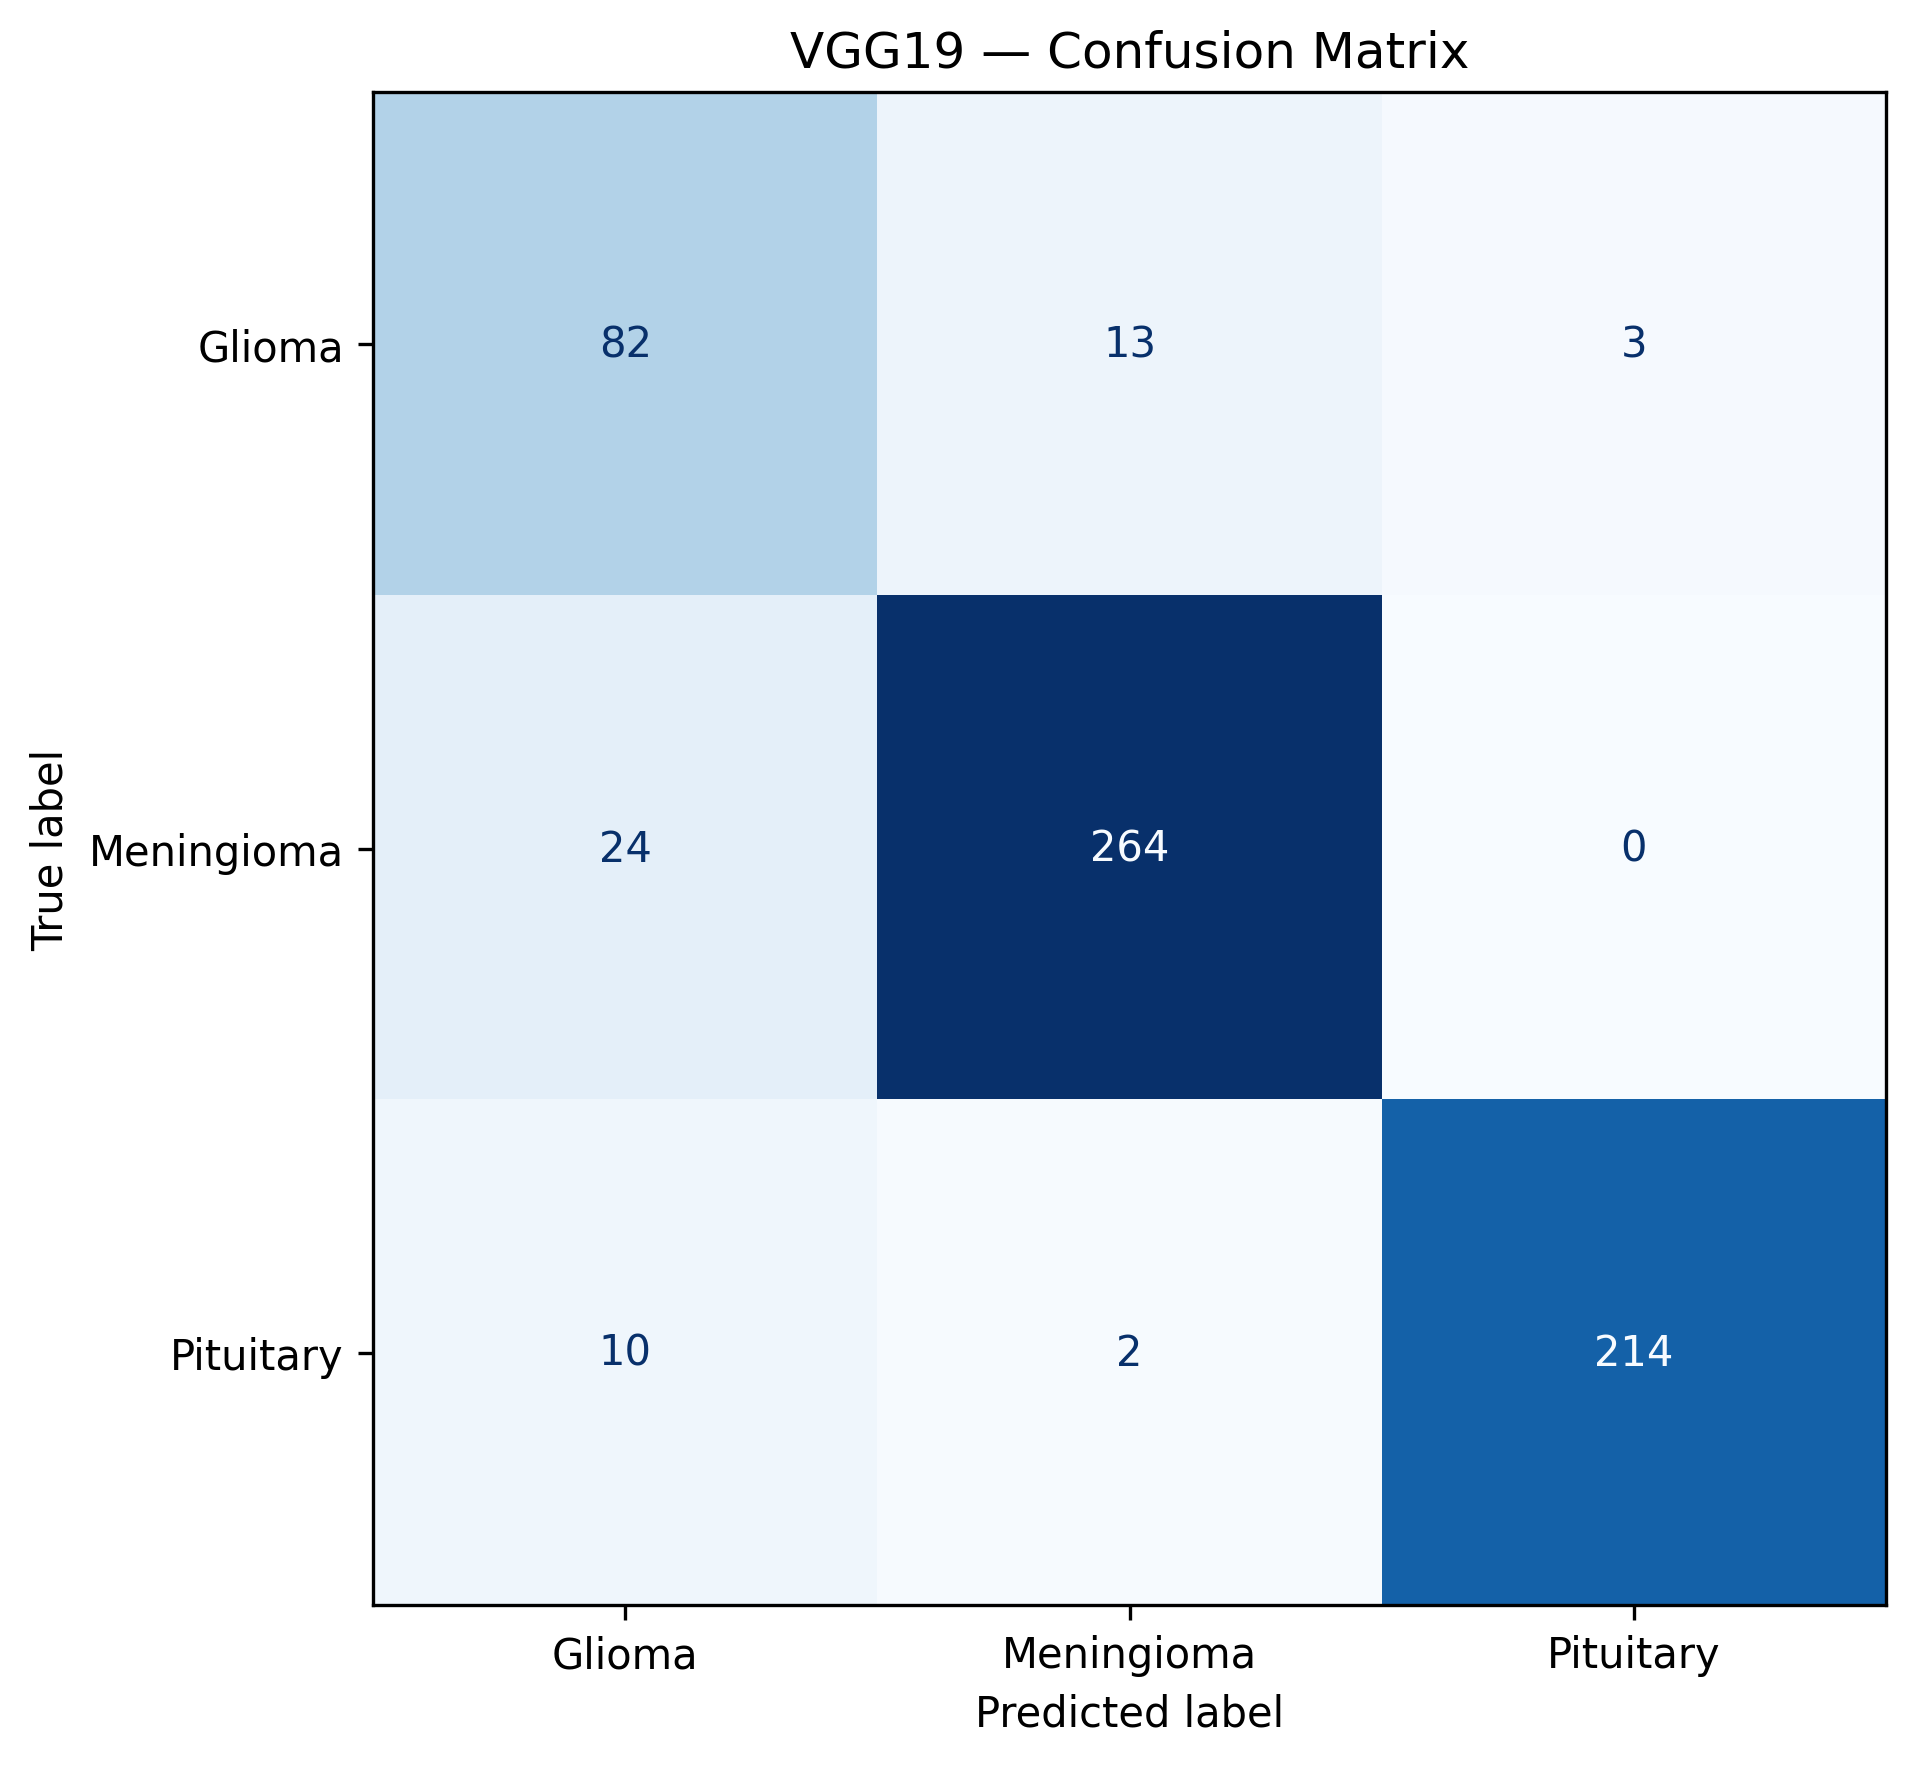 VGG19 — Confusion Matrix
True label
Glioma 82 13 3
Meningioma 24 264 0
Pituitary 10 2 214
Glioma Meningioma Pituitary
Predicted label